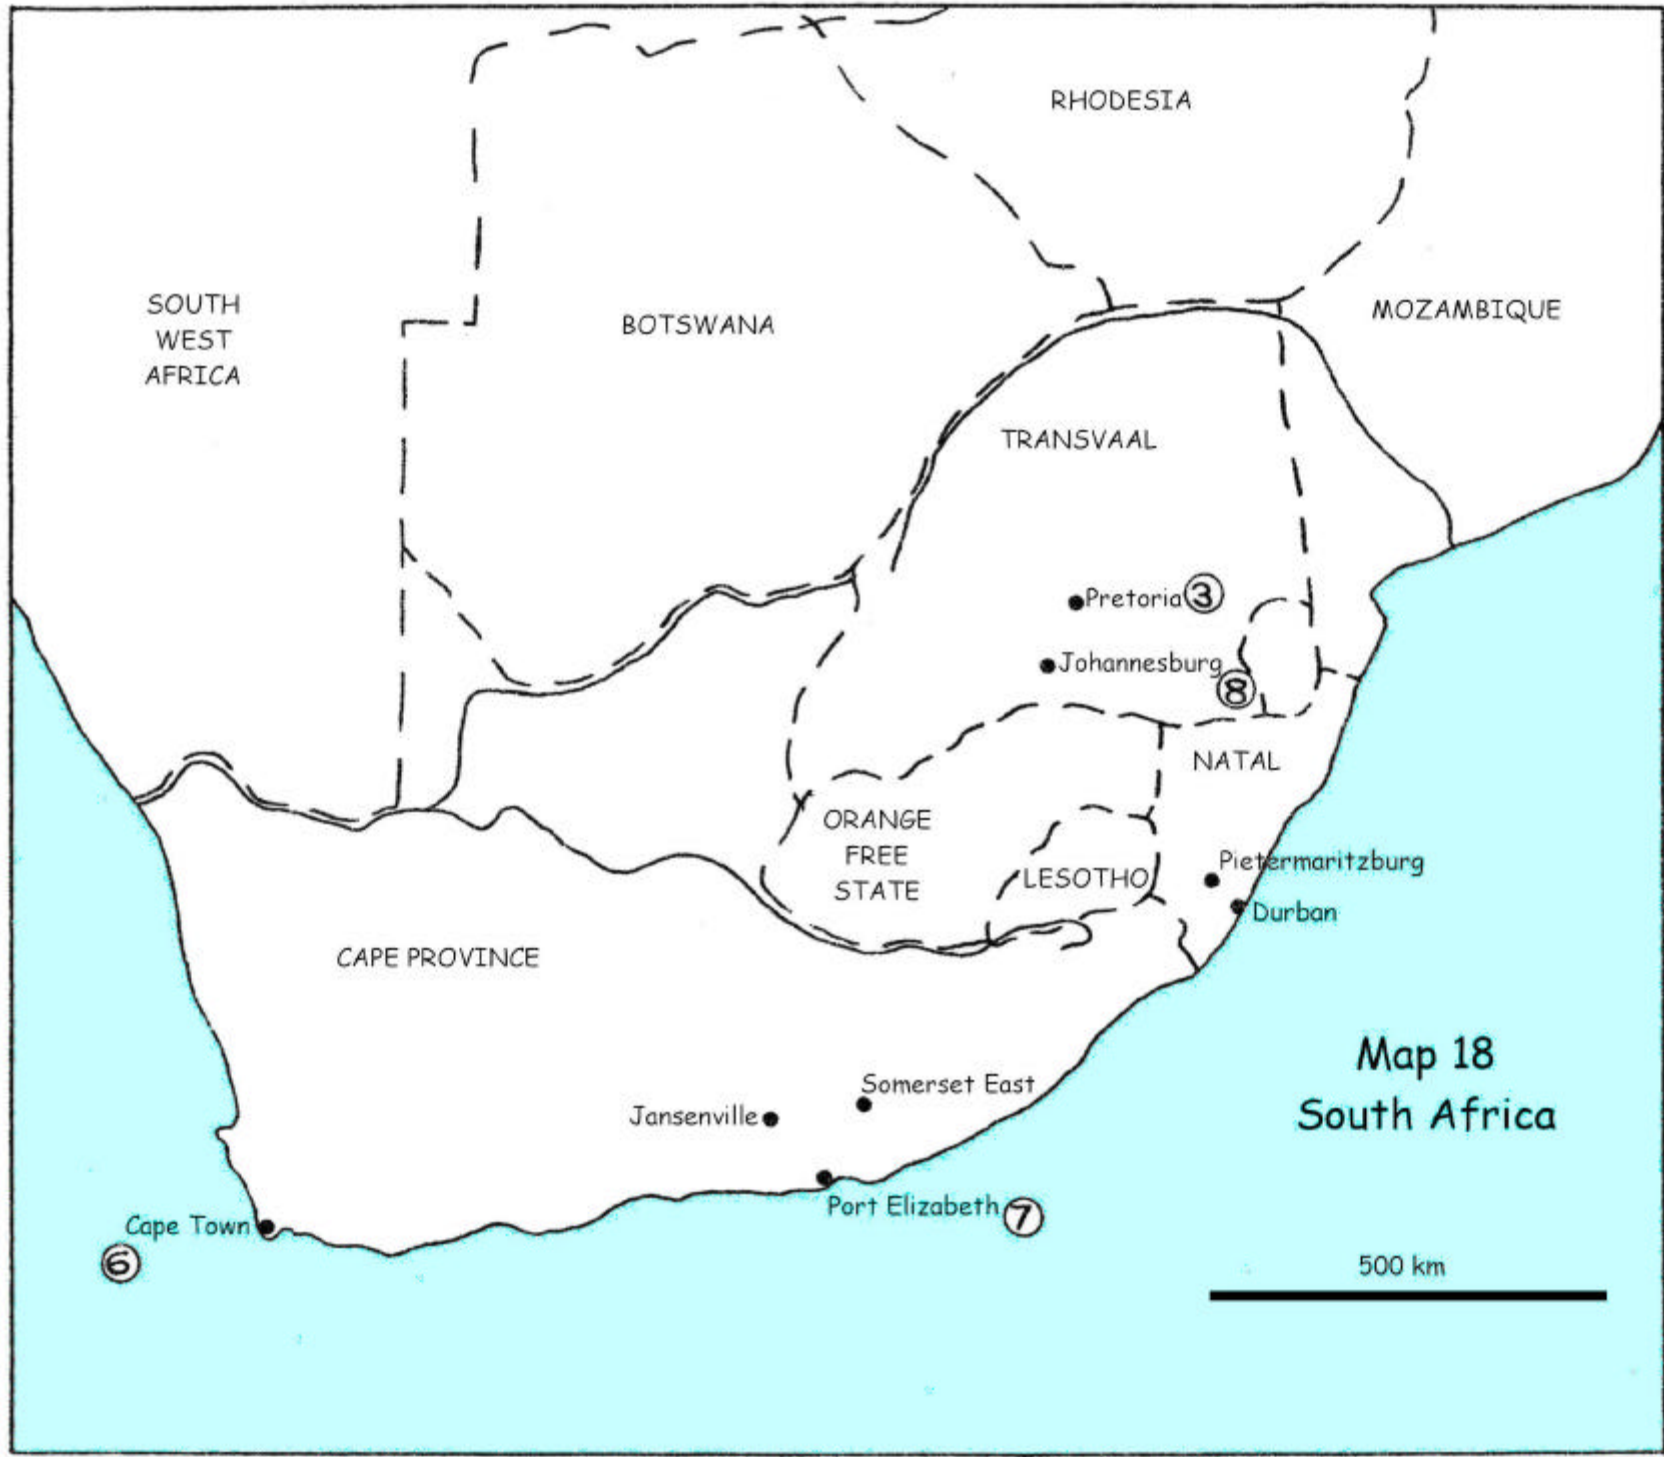 RHODESIA
SOUTH
WEST
AFRICA
BOTSWANA
MOZAMBIQUE
TRANSVAAL
Pretoria 3
Johannesburg
8
NATAL
ORANGE
FREE
STATE
LESOTHO
Pietermaritzburg
Durban
CAPE PROVINCE
Map 18
South Africa
Somerset East
Jansenville
Port Elizabeth 7
Cape Town
6
500 km